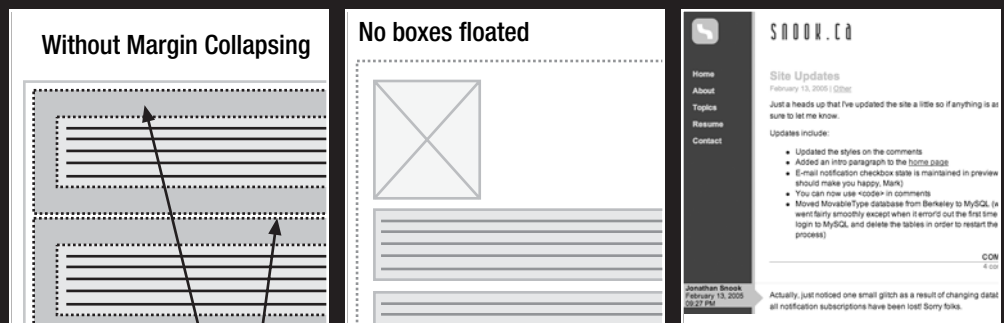 Without Margin Collapsing
No boxes floated
snook.ca
Home
About
Topics
Resume
Contact
Site Updates
February 13, 2005 | Other
Just a heads up that I've updated the site a little so if anything is
sure to let me know.
Updates include:
Updated the styles on the comments
Added an intro paragraph to the home page
E-mail notification checkbox state is maintained in preview
should make you happy, Mark)
You can now use <code> in comments
Moved MovableType database from Berkeley to MySQL
went fairly smoothly except when it error'd out the first time
login to MySQL and delete the tables in order to restart the
process)
Jonathan Snook
February 13, 2005
09:27 PM
Actually, just noticed one small glitch as a result of changing
all notification subscriptions have been lost! Sorry folks.